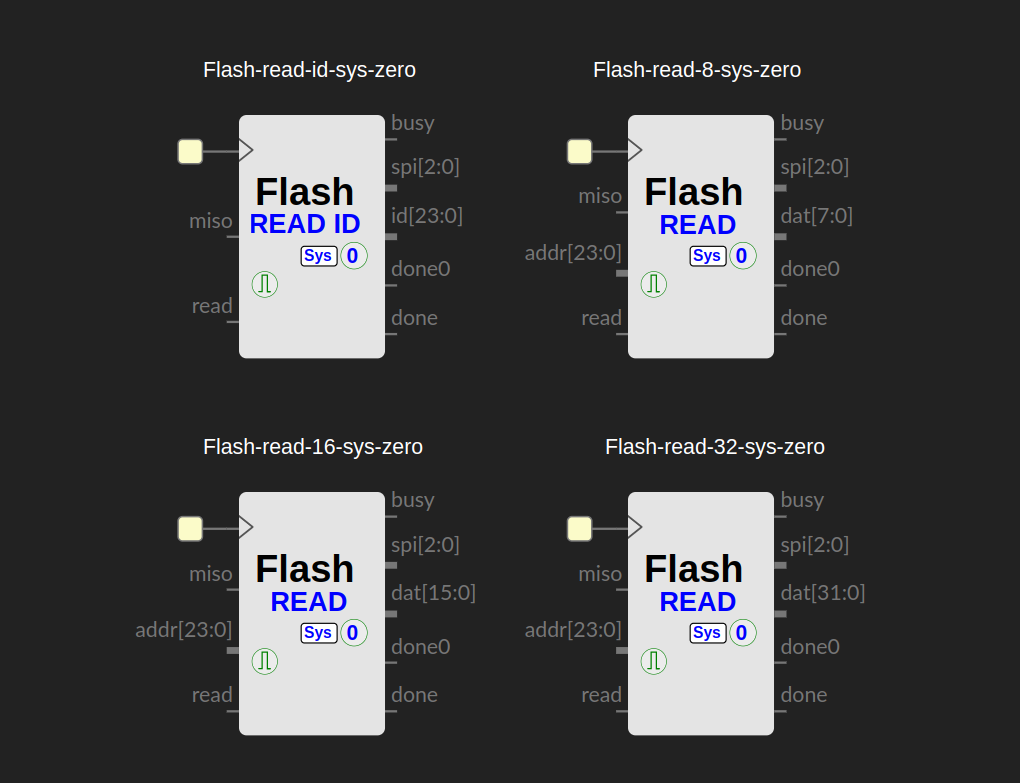 Flash-read-id-sys-zero
busy
spi[2:0]
Flash
READ ID
miso
id[23:0]
Sys 0
done0
read
done
Flash-read-8-sys-zero
busy
spi[2:0]
miso
Flash
READ
dat[7:0]
addr[23:0]
Sys 0
done0
read
done
Flash-read-16-sys-zero
busy
spi[2:0]
miso
Flash
READ
dat[15:0]
addr[23:0]
Sys 0
done0
read
done
Flash-read-32-sys-zero
busy
spi[2:0]
miso
Flash
READ
dat[31:0]
addr[23:0]
Sys 0
done0
read
done